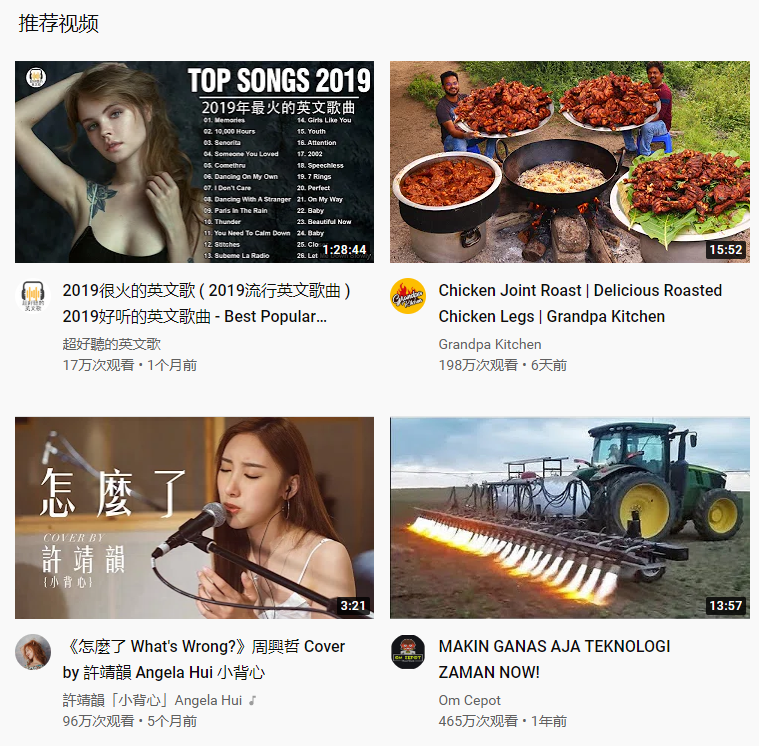 推荐视频
TOP SONGS 2019
2019年最火的英文歌曲
01. Memories
02. 10,000 Hours
03. Senorita
04. Someone You Loved
05. Comethru
06. Dancing On My Own
07. I Don't Care
08. Dancing With A Stranger
09. Paris In The Rain
10. Thunder
11. You Need To Calm Down
12. Stitches
13. Subeme La Radio
14. Girls Like You
15. Youth
16. Attention
17. 2002
18. Speechless
19. 7 Rings
20. Perfect
21. On My Way
22. Baby
23. Beautiful Now
24. Baby
25. Clo
26. Let
1:28:44
15:52
超好聽的
英文歌
2019很火的英文歌 ( 2019流行英文歌曲 )
2019好听的英文歌曲 - Best Popular...
超好聽的英文歌
17万次观看 • 1个月前
Grandpa
Kitchen
Chicken Joint Roast | Delicious Roasted
Chicken Legs | Grandpa Kitchen
Grandpa Kitchen
198万次观看 • 6天前
怎麼了
COVER BY
許靖韻
{小背心}
3:21
13:57
《怎麼了 What's Wrong?》周興哲 Cover
by 許靖韻 Angela Hui 小背心
許靖韻「小背心」Angela Hui ♪
96万次观看 • 5个月前
OM CEPOT
MAKIN GANAS AJA TEKNOLOGI
ZAMAN NOW!
Om Cepot
465万次观看 • 1年前